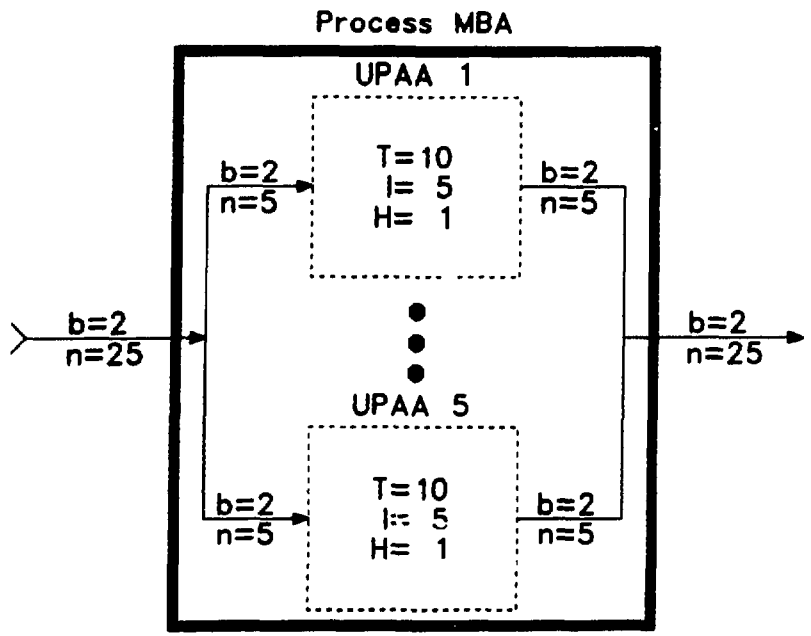 Process MBA
UPAA 1
T=10
I= 5
H= 1
b=2
n=5
b=2
n=5
b=2
n=25
b=2
n=25
UPAA 5
T=10
I= 5
H= 1
b=2
n=5
b=2
n=5